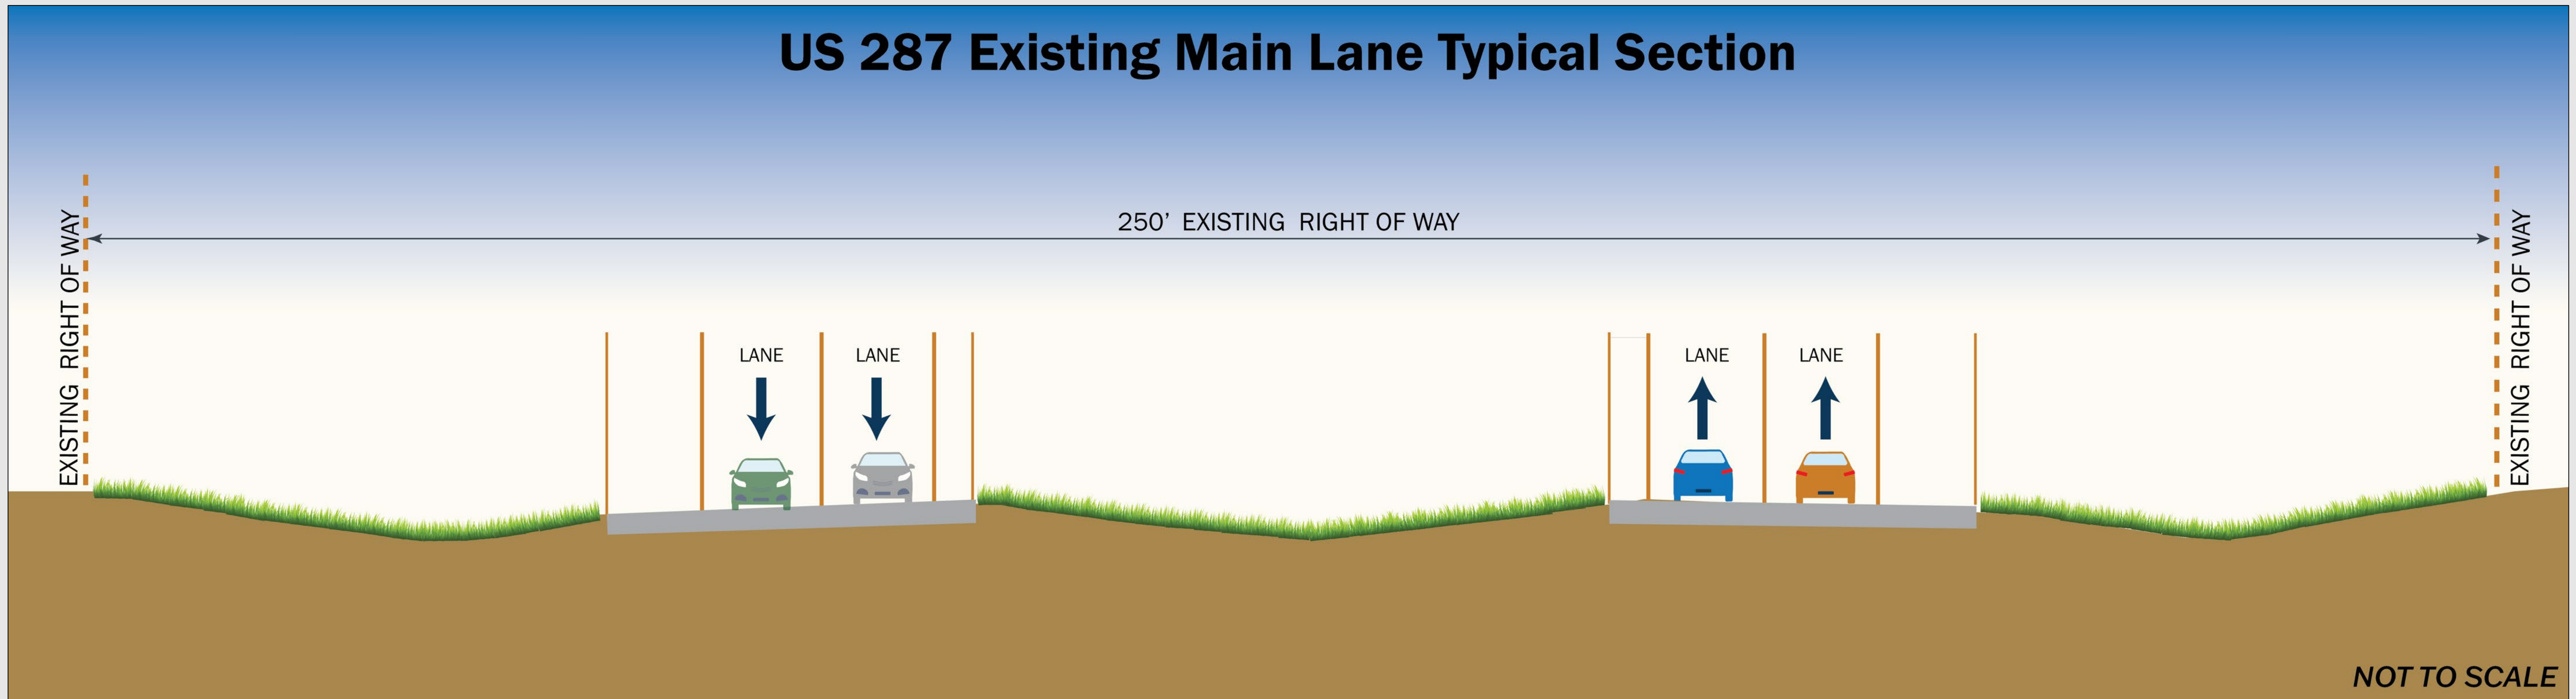 US 287 Existing Main Lane Typical Section
250’ EXISTING RIGHT OF WAY
EXISTING RIGHT OF WAY
EXISTING RIGHT OF WAY
LANE
LANE
LANE
LANE
NOT TO SCALE